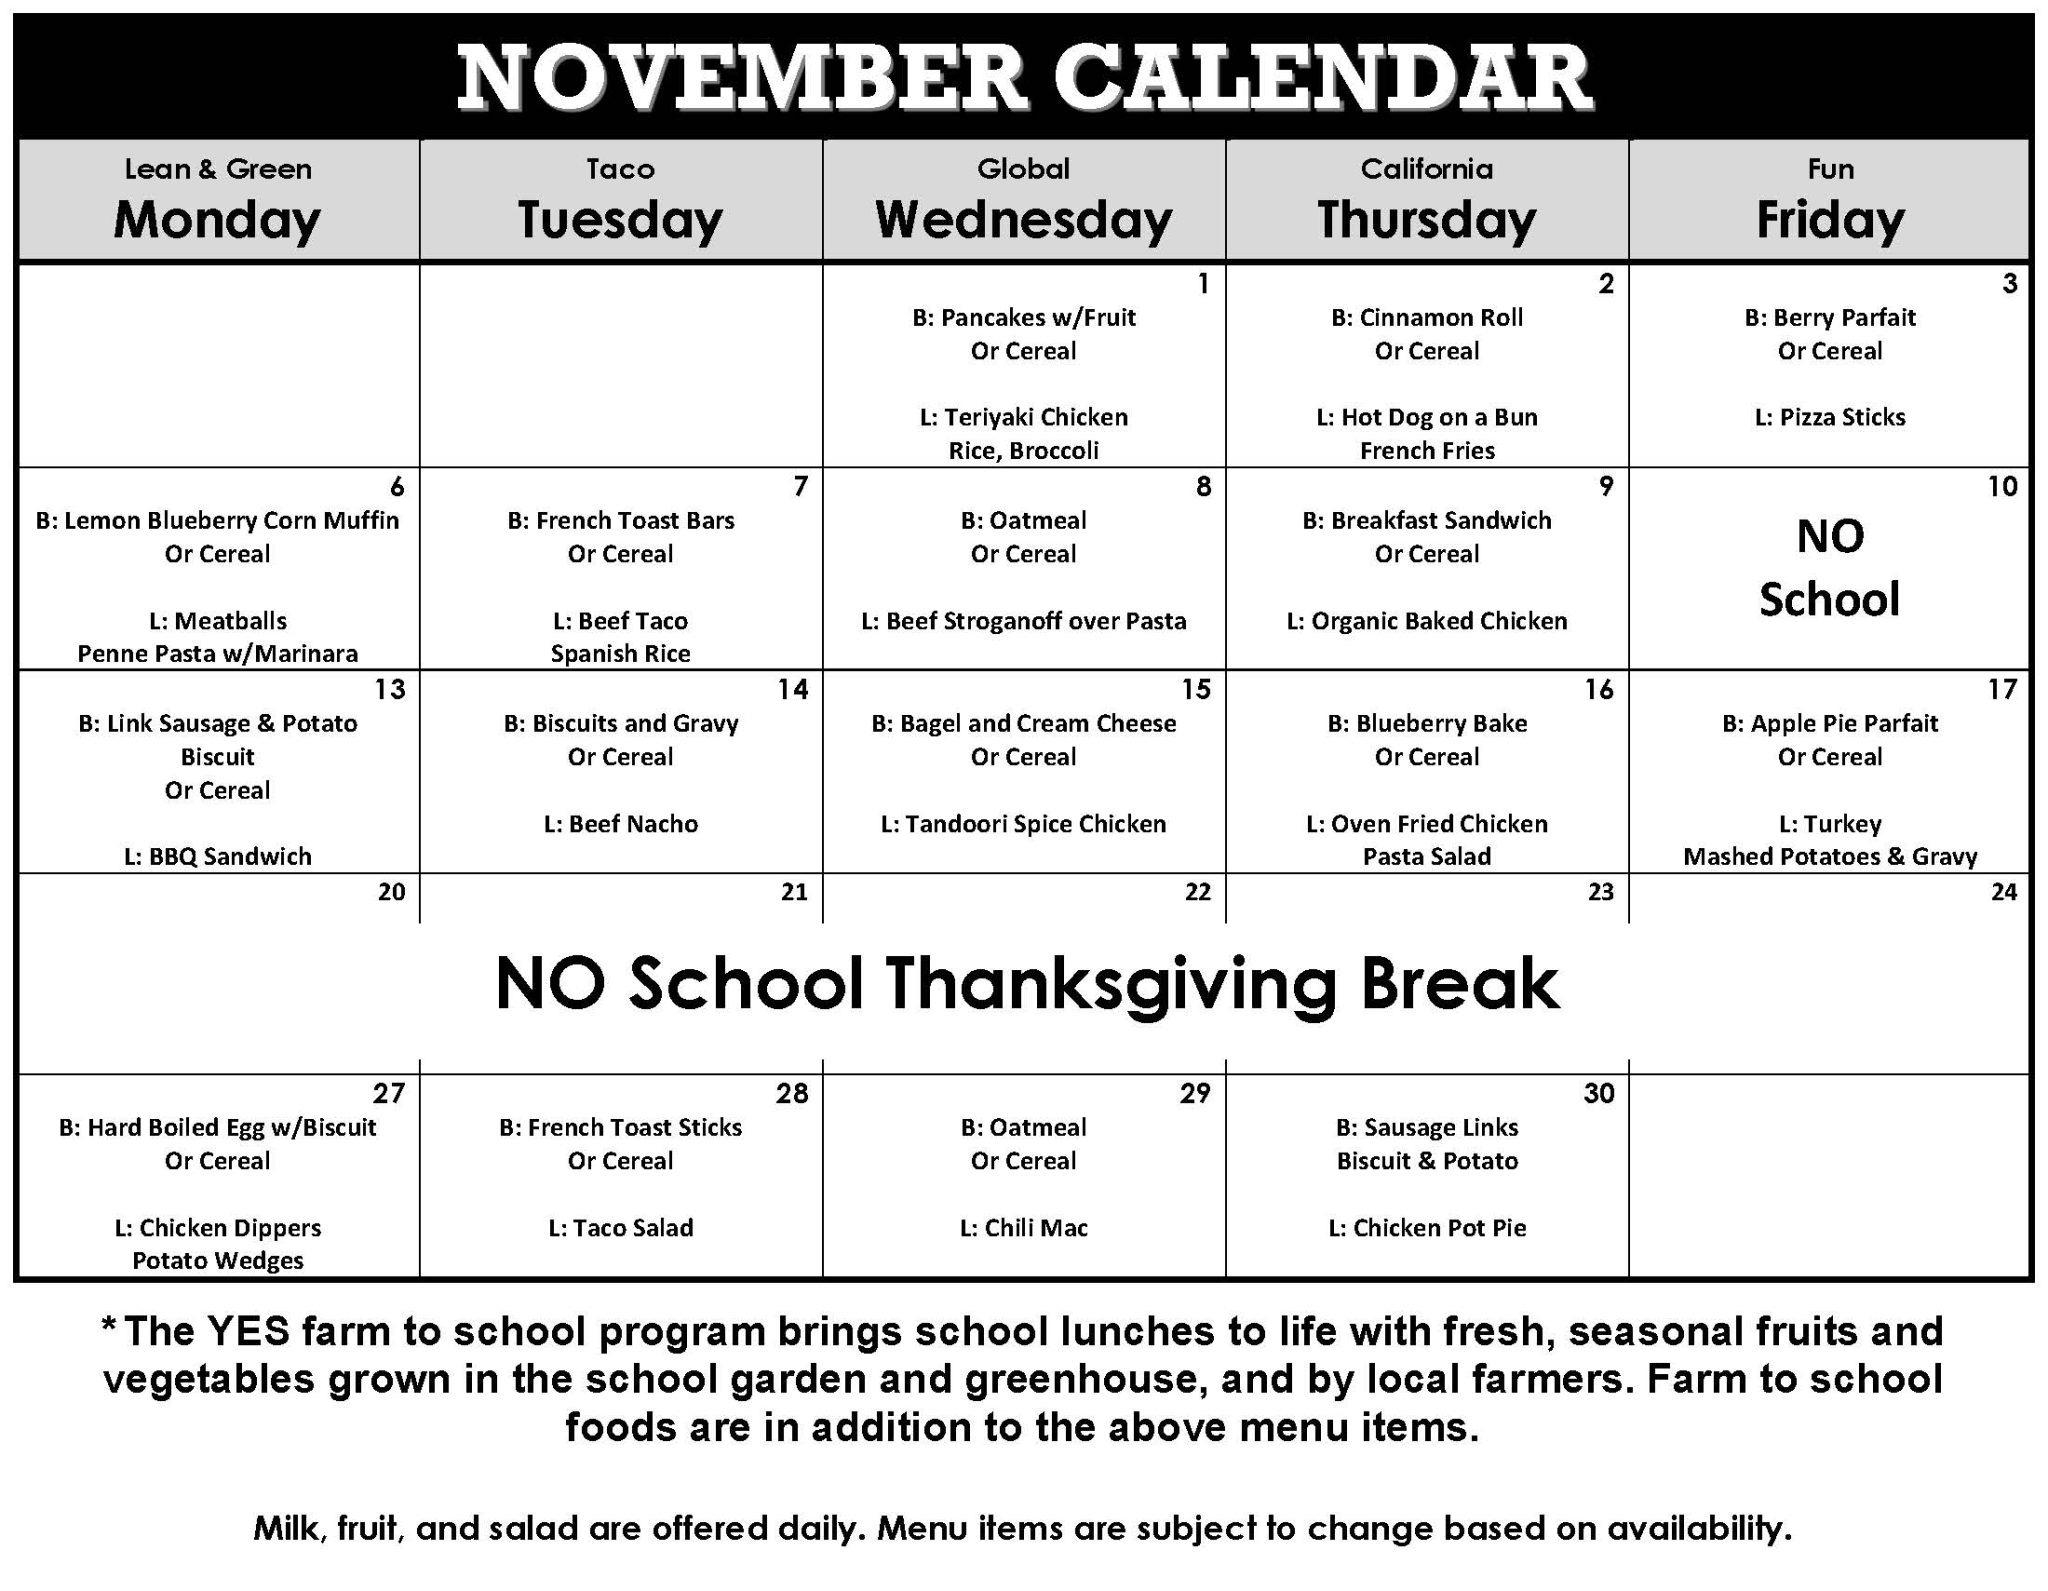 NOVEMBER CALENDAR
Lean & Green
Monday
Taco
Tuesday
Global
Wednesday
California
Thursday
Fun
Friday
1
B: Pancakes w/Fruit
Or Cereal
L: Teriyaki Chicken
Rice, Broccoli
2
B: Cinnamon Roll
Or Cereal
L: Hot Dog on a Bun
French Fries
3
B: Berry Parfait
Or Cereal
L: Pizza Sticks
6
B: Lemon Blueberry Corn Muffin
Or Cereal
L: Meatballs
Penne Pasta w/Marinara
7
B: French Toast Bars
Or Cereal
L: Beef Taco
Spanish Rice
8
B: Oatmeal
Or Cereal
L: Beef Stroganoff over Pasta
9
B: Breakfast Sandwich
Or Cereal
L: Organic Baked Chicken
10
NO
School
13
B: Link Sausage & Potato
Biscuit
Or Cereal
L: BBQ Sandwich
14
B: Biscuits and Gravy
Or Cereal
L: Beef Nacho
15
B: Bagel and Cream Cheese
Or Cereal
L: Tandoori Spice Chicken
16
B: Blueberry Bake
Or Cereal
L: Oven Fried Chicken
Pasta Salad
17
B: Apple Pie Parfait
Or Cereal
L: Turkey
Mashed Potatoes & Gravy
20
21
22
23
24
NO School Thanksgiving Break
27
B: Hard Boiled Egg w/Biscuit
Or Cereal
L: Chicken Dippers
Potato Wedges
28
B: French Toast Sticks
Or Cereal
L: Taco Salad
29
B: Oatmeal
Or Cereal
L: Chili Mac
30
B: Sausage Links
Biscuit & Potato
L: Chicken Pot Pie
* The YES farm to school program brings school lunches to life with fresh, seasonal fruits and
vegetables grown in the school garden and greenhouse, and by local farmers. Farm to school
foods are in addition to the above menu items.
Milk, fruit, and salad are offered daily. Menu items are subject to change based on availability.